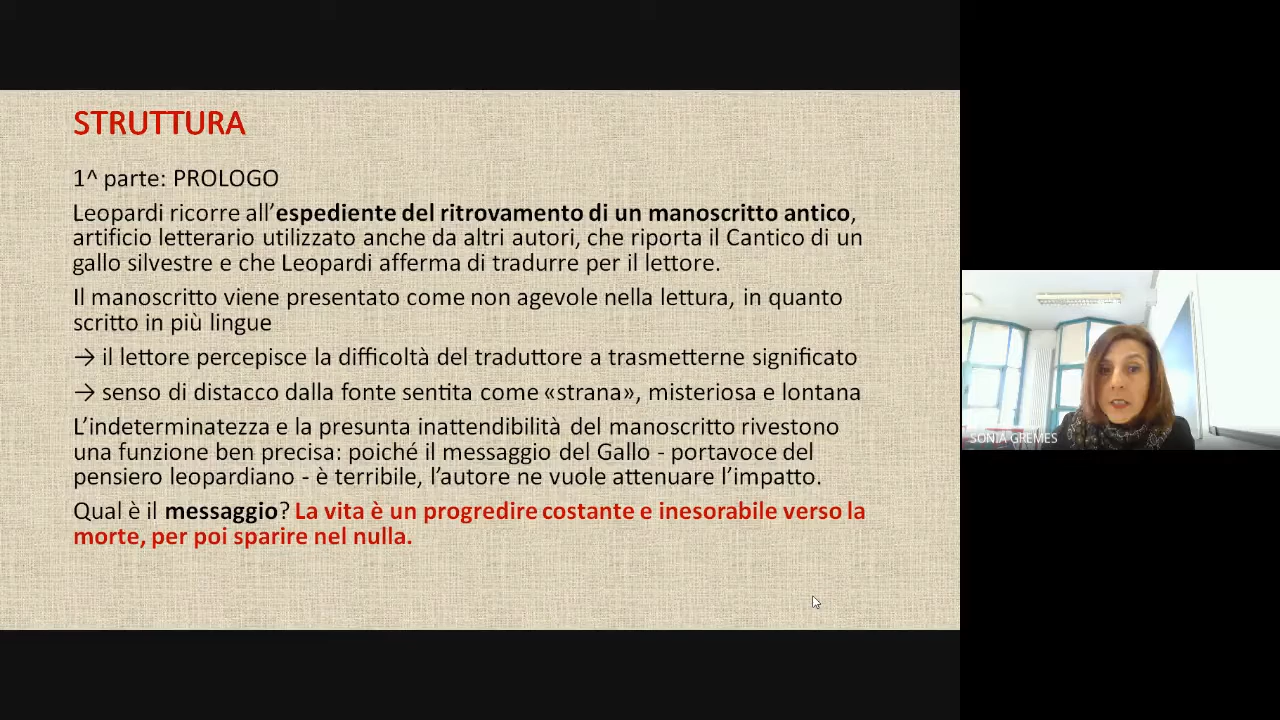 STRUTTURA
1^ parte: PROLOGO
Leopardi ricorre all’espediente del ritrovamento di un manoscritto antico,
artificio letterario utilizzato anche da altri autori, che riporta il Cantico di un
gallo silvestre e che Leopardi afferma di tradurre per il lettore.
Il manoscritto viene presentato come non agevole nella lettura, in quanto
scritto in più lingue
→ il lettore percepisce la difficoltà del traduttore a trasmetterne significato
→ senso di distacco dalla fonte sentita come «strana», misteriosa e lontana
L’indeterminatezza e la presunta inattendibilità del manoscritto rivestono
una funzione ben precisa: poiché il messaggio del Gallo - portavoce del
pensiero leopardiano - è terribile, l’autore ne vuole attenuare l’impatto.
Qual è il messaggio? La vita è un progredire costante e inesorabile verso la
morte, per poi sparire nel nulla.
SONIA GREMES